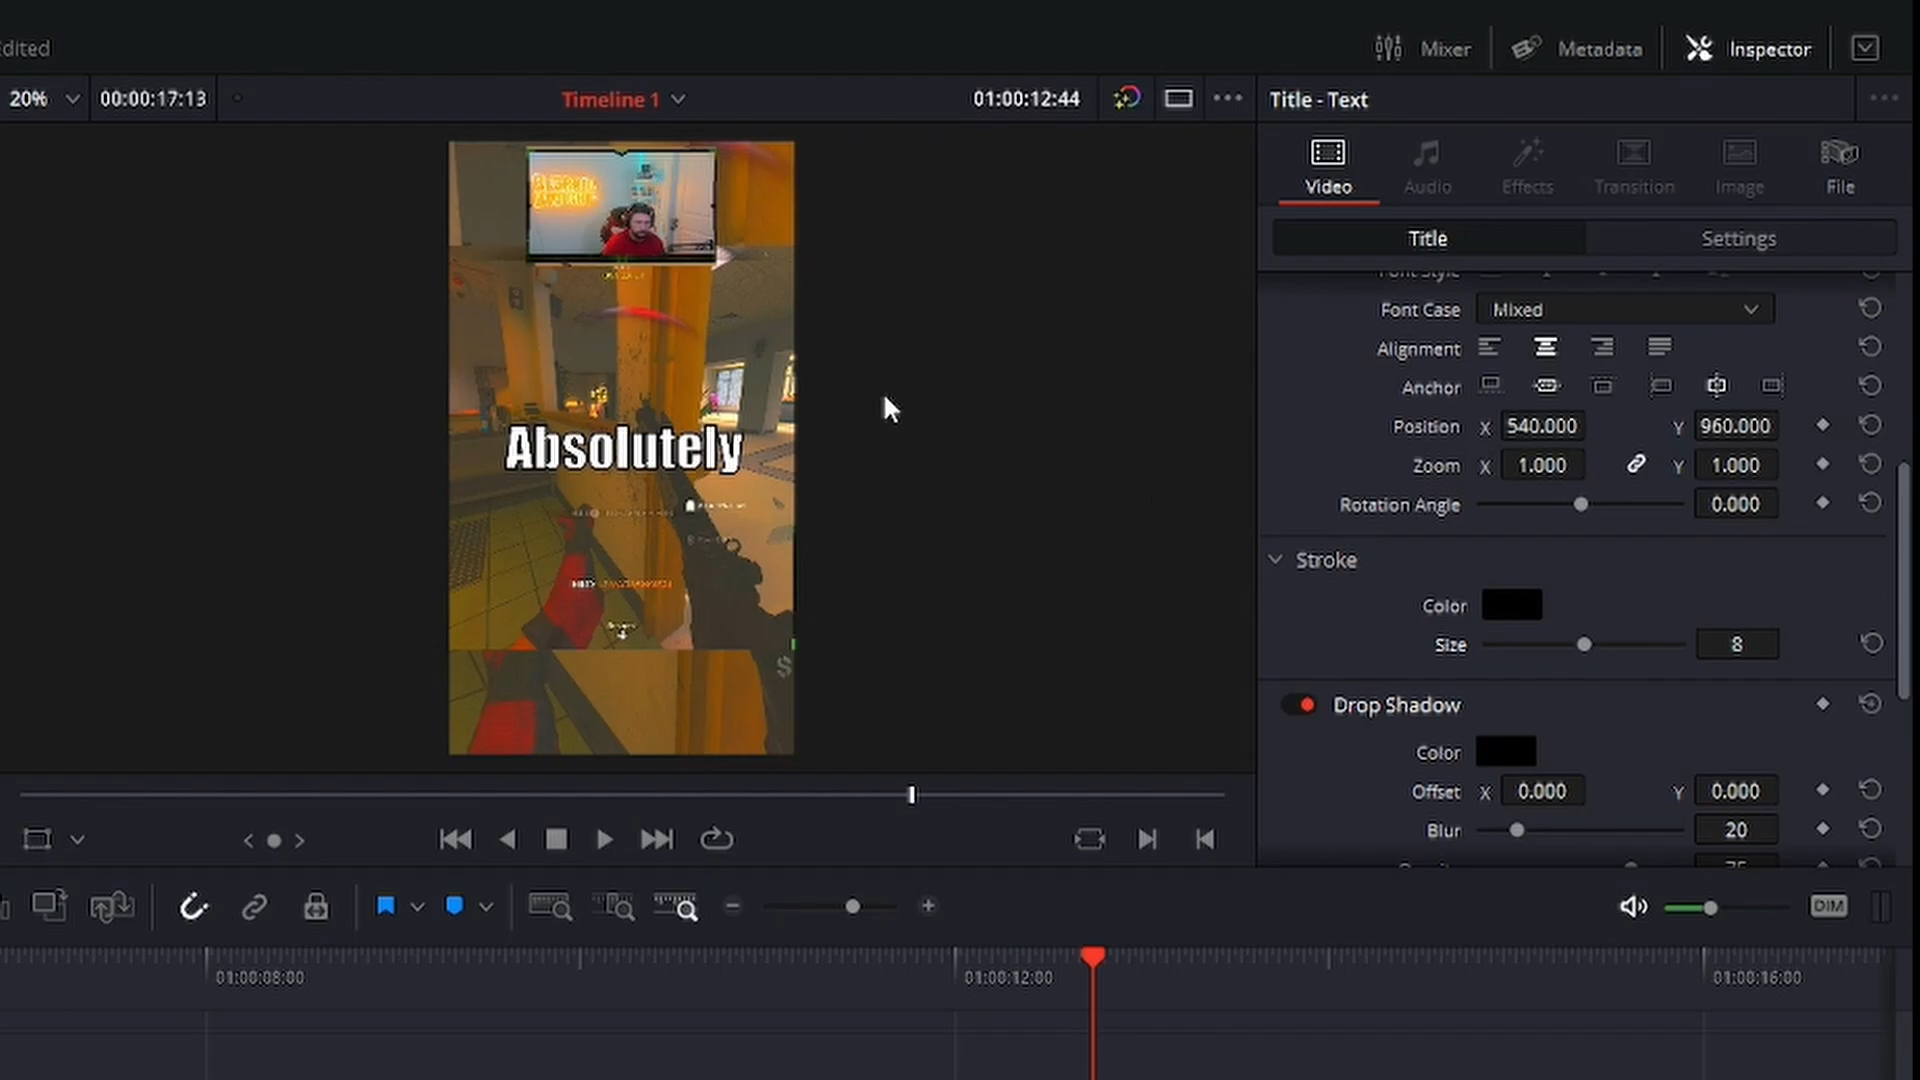 Edited
Mixer
Metadata
Inspector
20%
00:00:17:13
Timeline 1
01:00:12:44
Title - Text
Video
Audio
Effects
Transition
Image
File
Title
Settings
Font Style
Font Case
Mixed
Alignment
Anchor
Position X 540.000 Y 960.000
Zoom X 1.000 Y 1.000
Rotation Angle 0.000
Stroke
Color
Size 8
Drop Shadow
Color
Offset X 0.000 Y 0.000
Blur 20
Absolutely
$
DIM
01:00:08:00
01:00:12:00
01:00:16:00